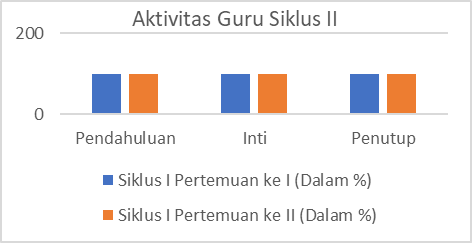 Aktivitas Guru Siklus II
200
0
Pendahuluan Inti Penutup
Siklus I Pertemuan ke I (Dalam %)
Siklus I Pertemuan ke II (Dalam %)